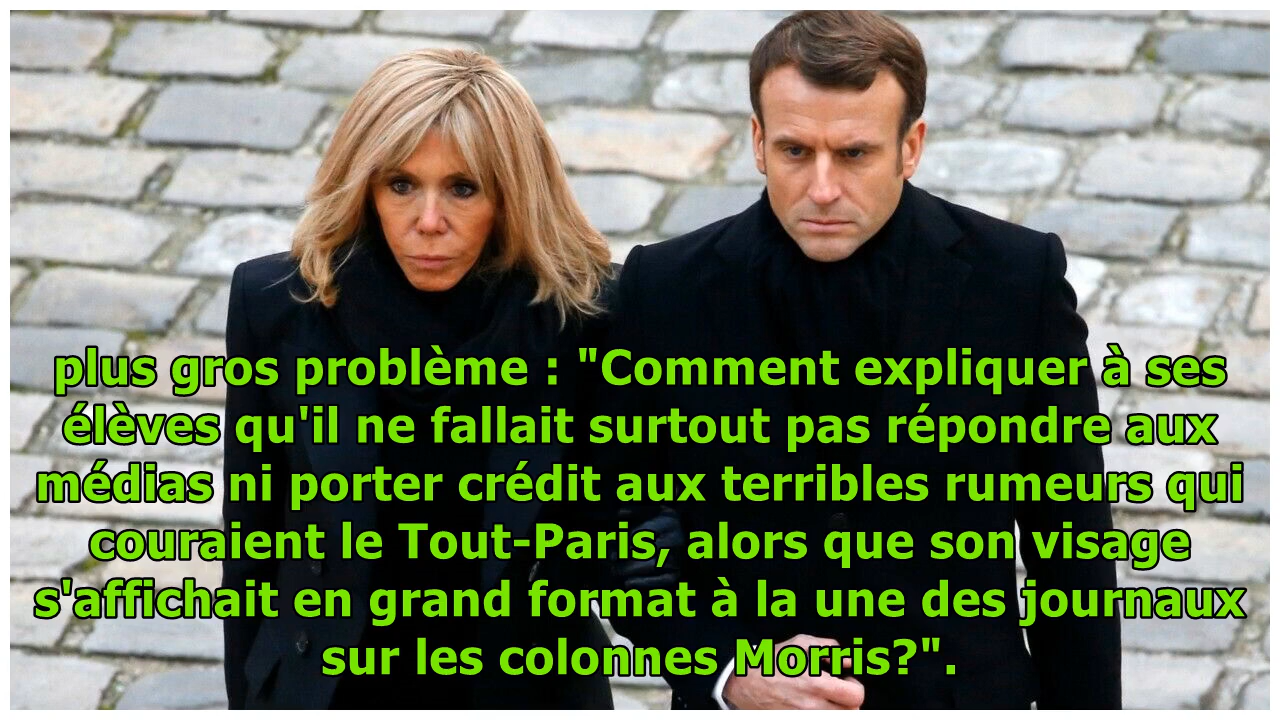 plus gros problème : "Comment expliquer à ses
élèves qu'il ne fallait surtout pas répondre aux
médias ni porter crédit aux terribles rumeurs qui
couraient le Tout-Paris, alors que son visage
s'affichait en grand format à la une des journaux
sur les colonnes Morris?".